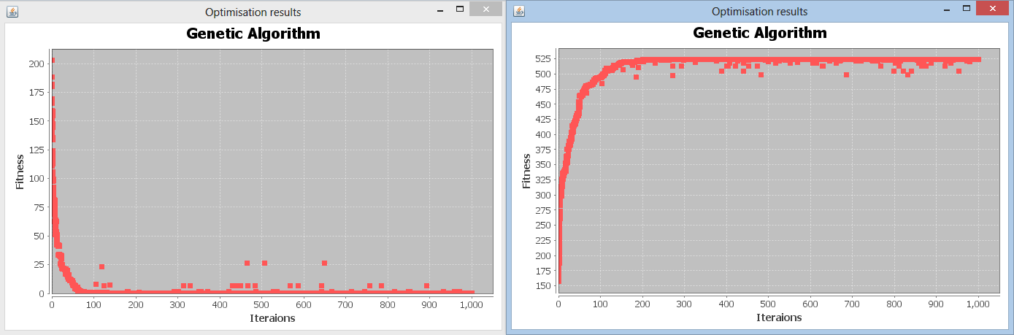 Optimisation results
Genetic Algorithm
200
175
150
125
100
75
50
25
0
Fitness
0 100 200 300 400 500 600 700 800 900 1,000
Iteraions
Optimisation results
Genetic Algorithm
525
500
475
450
425
400
375
350
325
300
275
250
225
200
175
150
Fitness
0 100 200 300 400 500 600 700 800 900 1,000
Iteraions